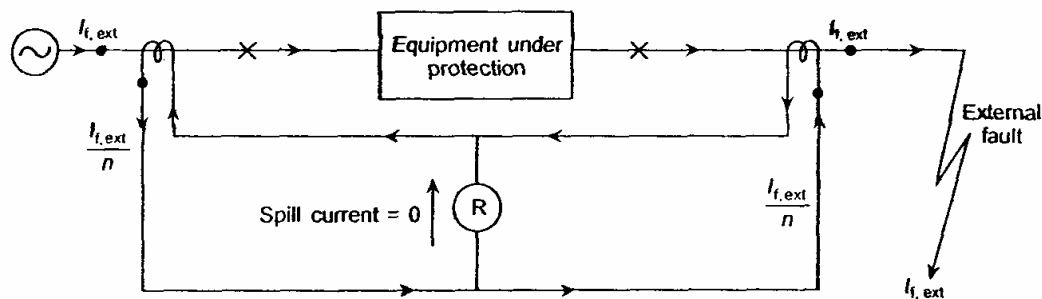 I_f, ext
Equipment under
protection
I_f, ext
External
fault
I_f, ext
n
Spill current = 0
R
I_f, ext
n
I_f, ext